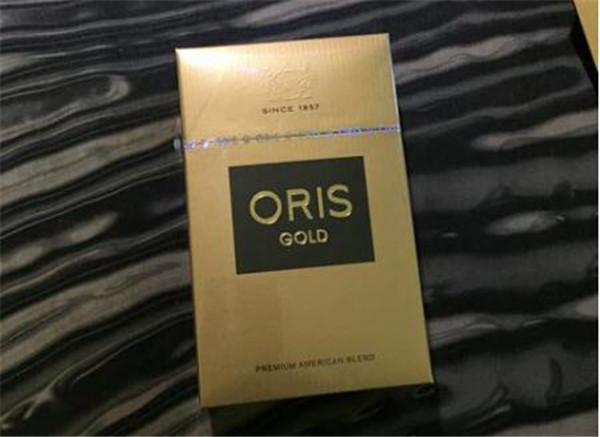 SINCE 1857
ORIS
GOLD
PREMIUM AMERICAN BLEND